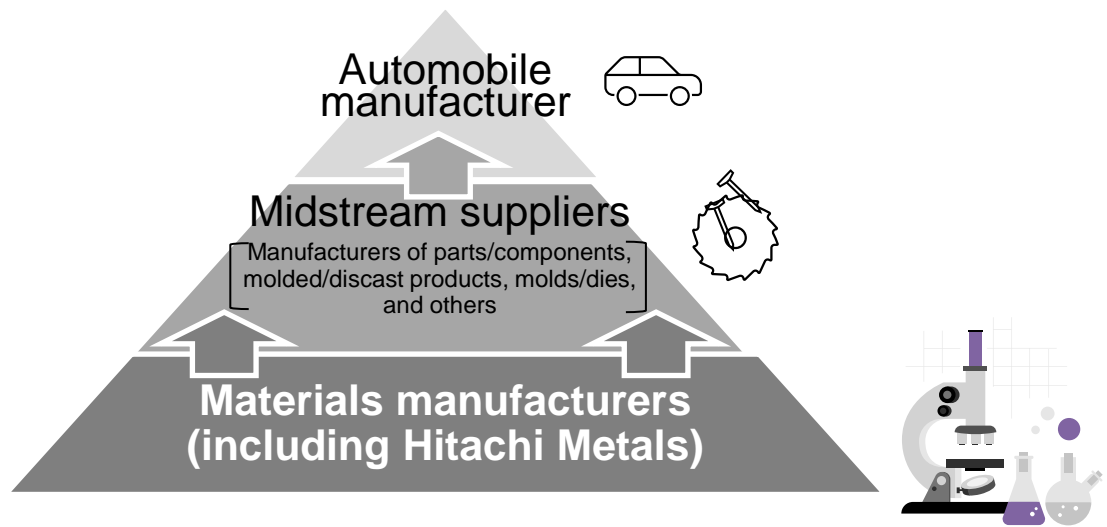 Automobile
manufacturer
Midstream suppliers
Manufacturers of parts/components,
molded/discast products, molds/dies,
and others
Materials manufacturers
(including Hitachi Metals)